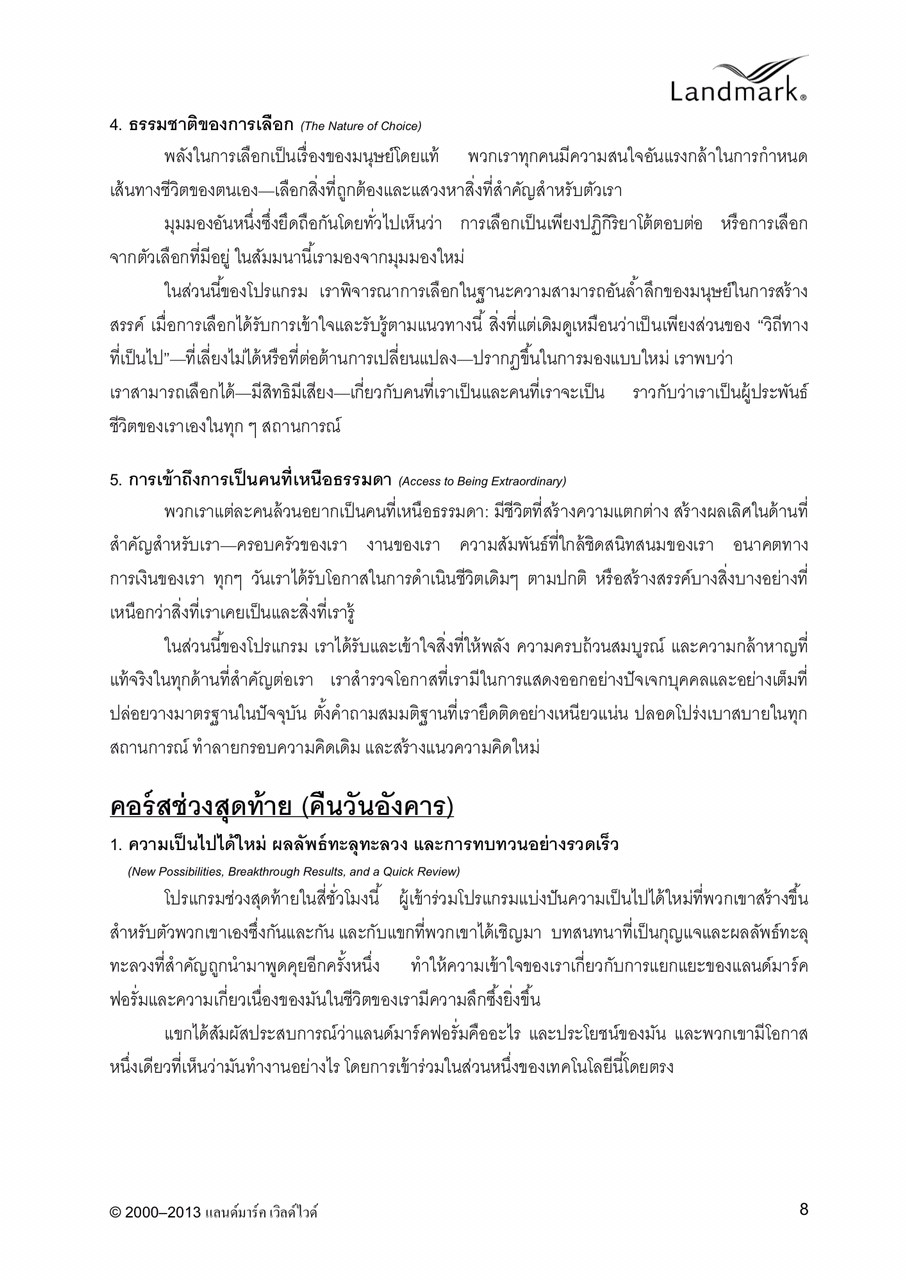 Landmark®
4. ธรรมชาติของการเลือก (The Nature of Choice)
พลังในการเลือกเป็นเรื่องของมนุษย์โดยแท้ พวกเราทุกคนมีความสนใจอันแรงกล้าในการกำหนด
เส้นทางชีวิตของตนเอง—เลือกสิ่งที่ถูกต้องและแสวงหาสิ่งที่สำคัญสำหรับตัวเรา
มุมมองอันหนึ่งซึ่งยึดถือกันโดยทั่วไปเห็นว่า การเลือกเป็นเพียงปฏิกิริยาโต้ตอบต่อ หรือการเลือก
จากตัวเลือกที่มีอยู่ ในสัมมนานี้เรามองจากมุมมองใหม่
ในส่วนนี้ของโปรแกรม เราพิจารณาการเลือกในฐานะความสามารถอันล้ำลึกของมนุษย์ในการสร้าง
สรรค์ เมื่อการเลือกได้รับการเข้าใจและรับรู้ตามแนวทางนี้ สิ่งที่แต่เดิมดูเหมือนว่าเป็นเพียงส่วนของ “วิถีทาง
ที่เป็นไป”—ที่เลี่ยงไม่ได้หรือที่ต่อต้านการเปลี่ยนแปลง—ปรากฏขึ้นในการมองแบบใหม่ เราพบว่า
เราสามารถเลือกได้—มีสิทธิมีเสียง—เกี่ยวกับคนที่เราเป็นและคนที่เราจะเป็น ราวกับว่าเราเป็นผู้ประพันธ์
ชีวิตของเราเองในทุก ๆ สถานการณ์
5. การเข้าถึงการเป็นคนที่เหนือธรรมดา (Access to Being Extraordinary)
พวกเราแต่ละคนล้วนอยากเป็นคนที่เหนือธรรมดา: มีชีวิตที่สร้างความแตกต่าง สร้างผลเลิศในด้านที่
สำคัญสำหรับเรา—ครอบครัวของเรา งานของเรา ความสัมพันธ์ที่ใกล้ชิดสนิทสนมของเรา อนาคตทาง
การเงินของเรา ทุกๆ วันเราได้รับโอกาสในการดำเนินชีวิตเดิมๆ ตามปกติ หรือสร้างสรรค์บางสิ่งบางอย่างที่
เหนือกว่าสิ่งที่เราเคยเป็นและสิ่งที่เรารู้
ในส่วนนี้ของโปรแกรม เราได้รับและเข้าใจสิ่งที่ให้พลัง ความครบถ้วนสมบูรณ์ และความกล้าหาญที่
แท้จริงในทุกด้านที่สำคัญต่อเรา เราสำรวจโอกาสที่เรามีในการแสดงออกอย่างปัจเจกบุคคลและอย่างเต็มที่
ปล่อยวางมาตรฐานในปัจจุบัน ตั้งคำถามสมมติฐานที่เรายึดติดอย่างเหนียวแน่น ปลอดโปร่งเบาสบายในทุก
สถานการณ์ ทำลายกรอบความคิดเดิม และสร้างแนวความคิดใหม่
คอร์สช่วงสุดท้าย (คืนวันอังคาร)
1. ความเป็นไปได้ใหม่ ผลลัพธ์ทะลุทะลวง และการทบทวนอย่างรวดเร็ว
(New Possibilities, Breakthrough Results, and a Quick Review)
โปรแกรมช่วงสุดท้ายในสี่ชั่วโมงนี้ ผู้เข้าร่วมโปรแกรมแบ่งปันความเป็นไปได้ใหม่ที่พวกเขาสร้างขึ้น
สำหรับตัวพวกเขาเองซึ่งกันและกัน และกับแขกที่พวกเขาได้เชิญมา บทสนทนาที่เป็นกุญแจและผลลัพธ์ทะลุ
ทะลวงที่สำคัญถูกนำมาพูดคุยอีกครั้งหนึ่ง ทำให้ความเข้าใจของเราเกี่ยวกับการแยกแยะของแลนด์มาร์ค
ฟอรั่มและความเกี่ยวเนื่องของมันในชีวิตของเรามีความลึกซึ้งยิ่งขึ้น
แขกได้สัมผัสประสบการณ์ว่าแลนด์มาร์คฟอรั่มคืออะไร และประโยชน์ของมัน และพวกเขามีโอกาส
หนึ่งเดียวที่เห็นว่ามันทำงานอย่างไร โดยการเข้าร่วมในส่วนหนึ่งของเทคโนโลยีนี้โดยตรง
© 2000–2013 แลนด์มาร์ค เวิลด์ไวด์
8